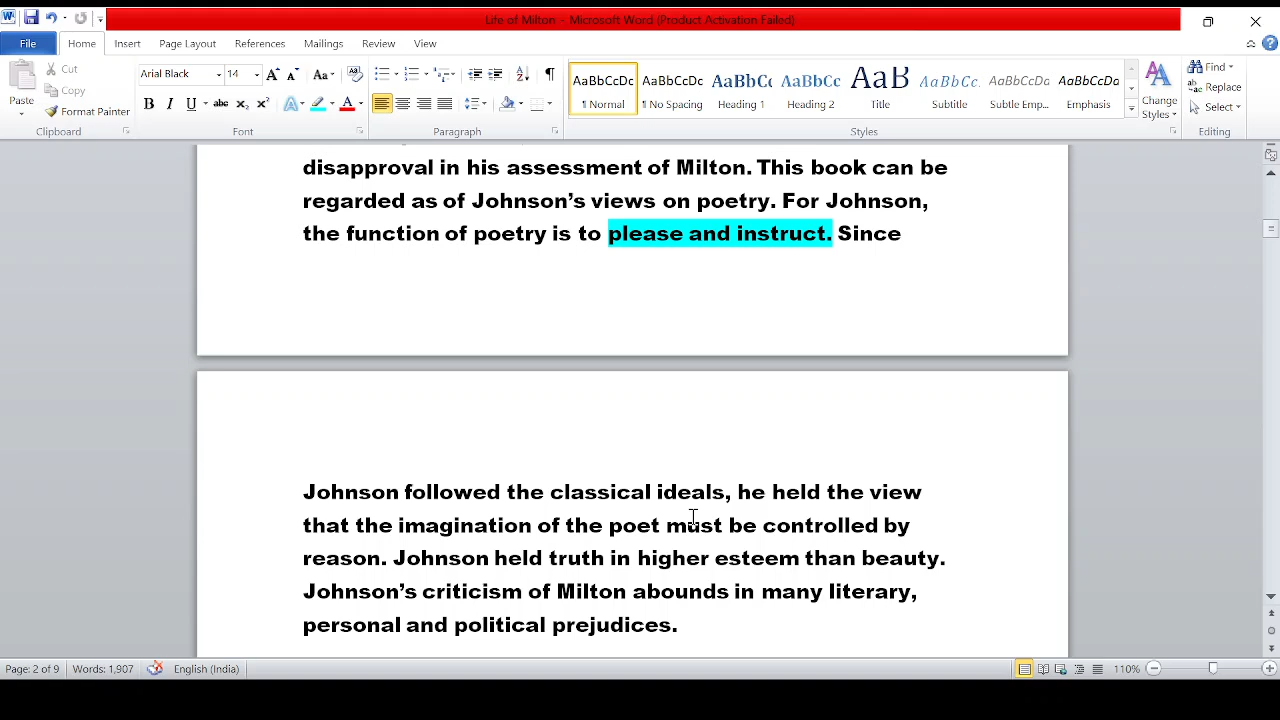 Life of Milton - Microsoft Word (Product Activation Failed)
File Home Insert Page Layout References Mailings Review View
Paste
Cut
Copy
Format Painter
Clipboard
Arial Black 14
Font
Paragraph
AaBbCcDc AaBbCcDc AaBbCc AaBbCc AaB AaBbCc. AaBbCcDc AaBbCcDc
¶ Normal ¶ No Spacing Heading 1 Heading 2 Title Subtitle Subtle Emp... Emphasis
Change Styles
Styles
Find
Replace
Select
Editing
disapproval in his assessment of Milton. This book can be
regarded as of Johnson’s views on poetry. For Johnson,
the function of poetry is to please and instruct. Since
Johnson followed the classical ideals, he held the view
that the imagination of the poet must be controlled by
reason. Johnson held truth in higher esteem than beauty.
Johnson’s criticism of Milton abounds in many literary,
personal and political prejudices.
Page: 2 of 9 Words: 1,907 English (India) 110%